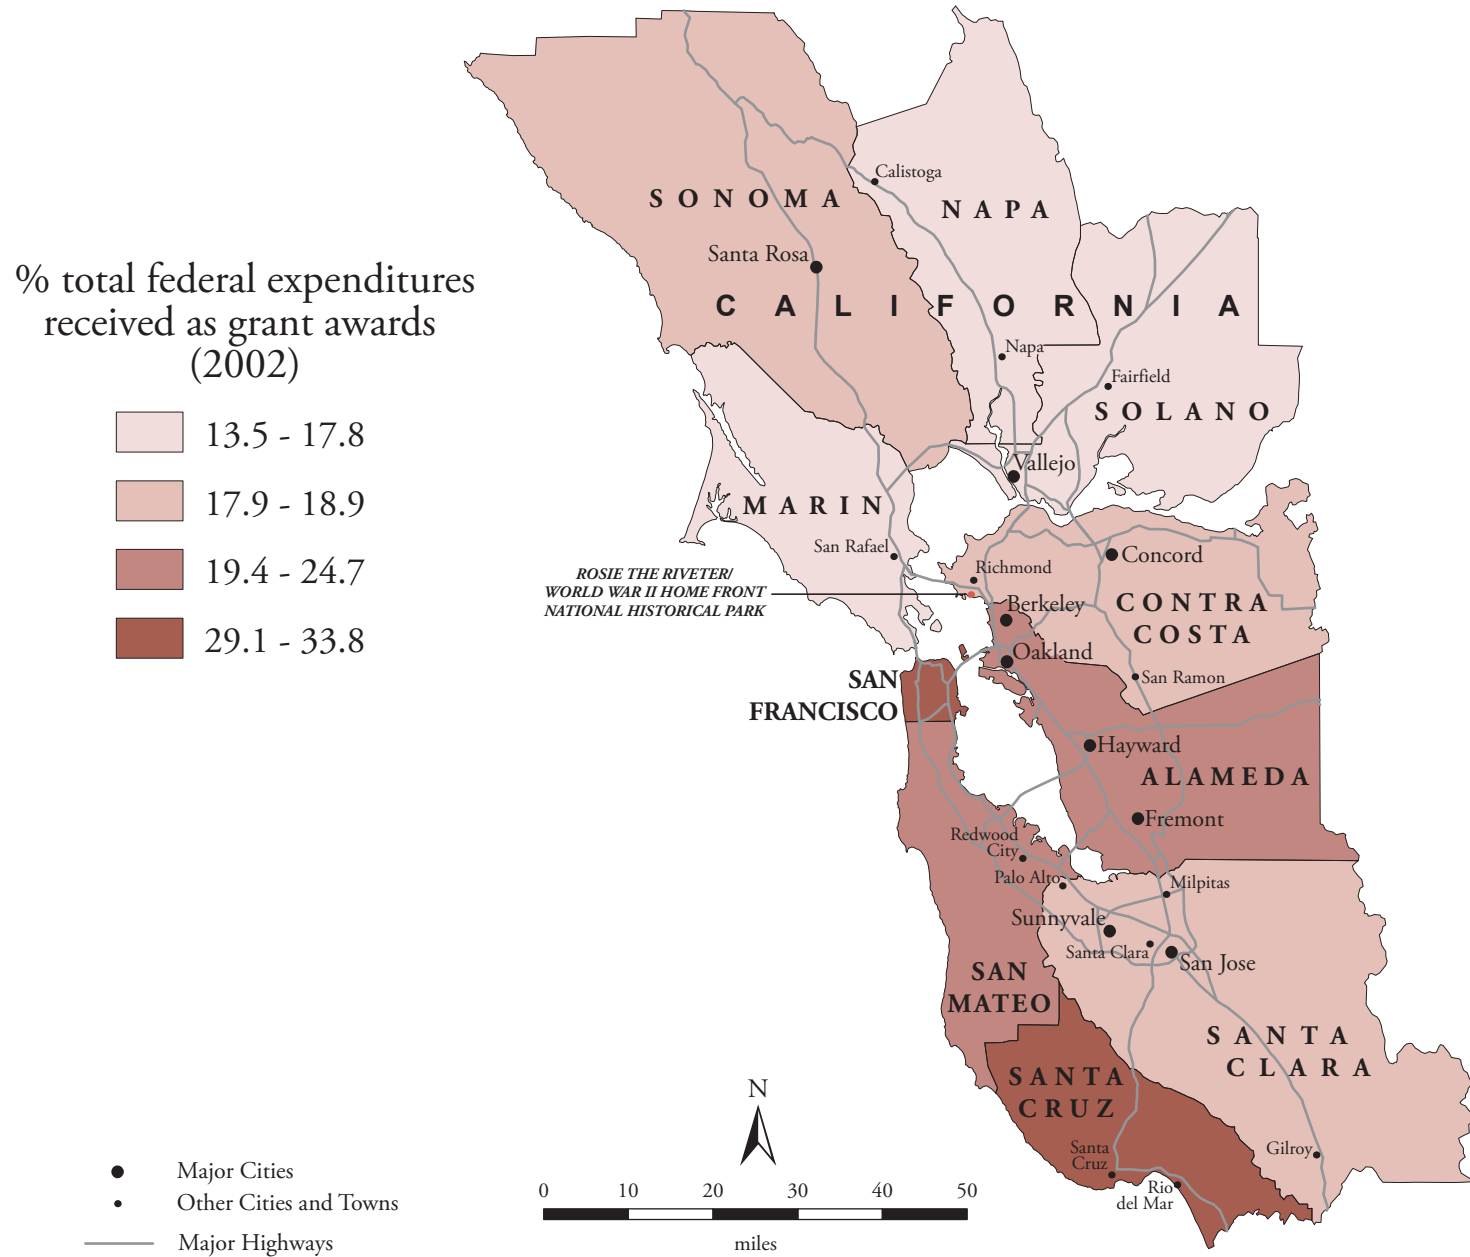 % total federal expenditures
received as grant awards
(2002)
13.5 - 17.8
17.9 - 18.9
19.4 - 24.7
29.1 - 33.8
Calistoga
SONOMA
NAPA
Santa Rosa
CALIFORNIA
Napa
Fairfield
SOLANO
Vallejo
MARIN
San Rafael
Concord
Richmond
ROSIE THE RIVETER/
WORLD WAR II HOME FRONT
NATIONAL HISTORICAL PARK
Berkeley
CONTRA
COSTA
Oakland
San Ramon
SAN
FRANCISCO
Hayward
ALAMEDA
Fremont
Redwood
City
Palo Alto
Milpitas
Sunnyvale
Santa Clara
San Jose
SAN
MATEO
SANTA
CLARA
SANTA
CRUZ
Gilroy
Santa
Cruz
Rio
del Mar
N
0 10 20 30 40 50
miles
Major Cities
Other Cities and Towns
Major Highways